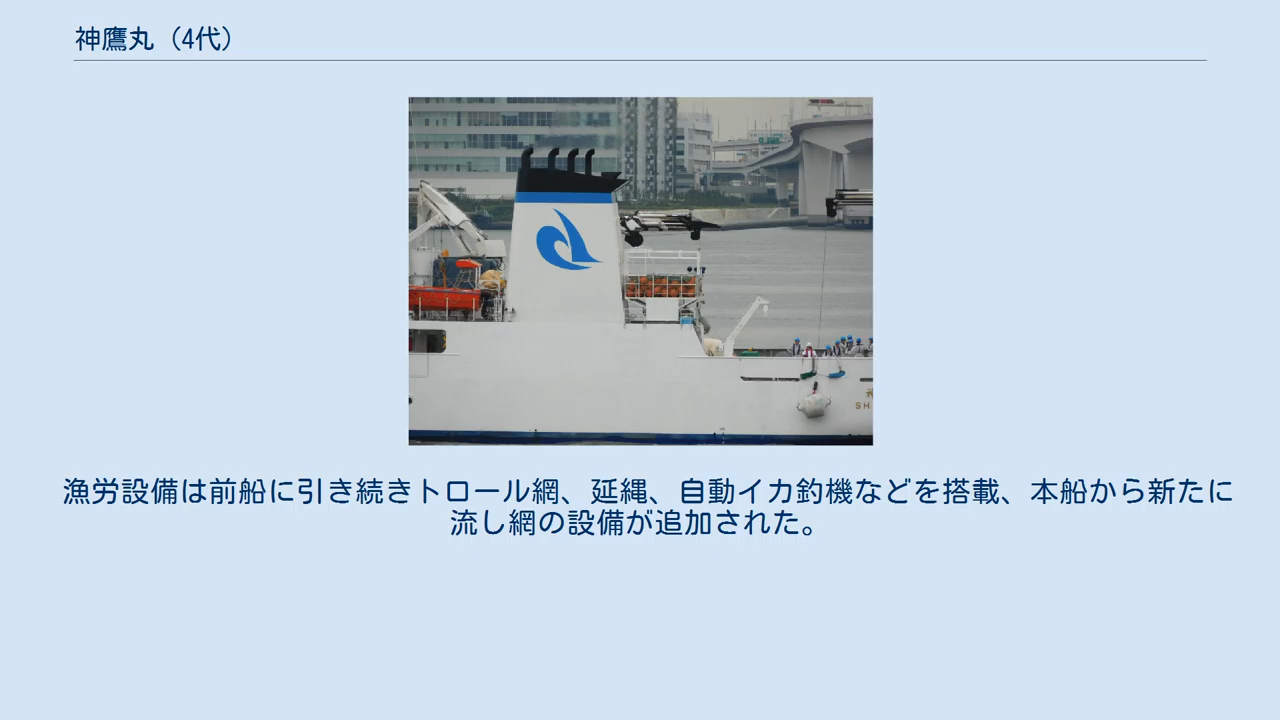 神鷹丸（4代）
漁労設備は前船に引き続きトロール網、延縄、自動イカ釣機などを搭載、本船から新たに
流し網の設備が追加された。
SH